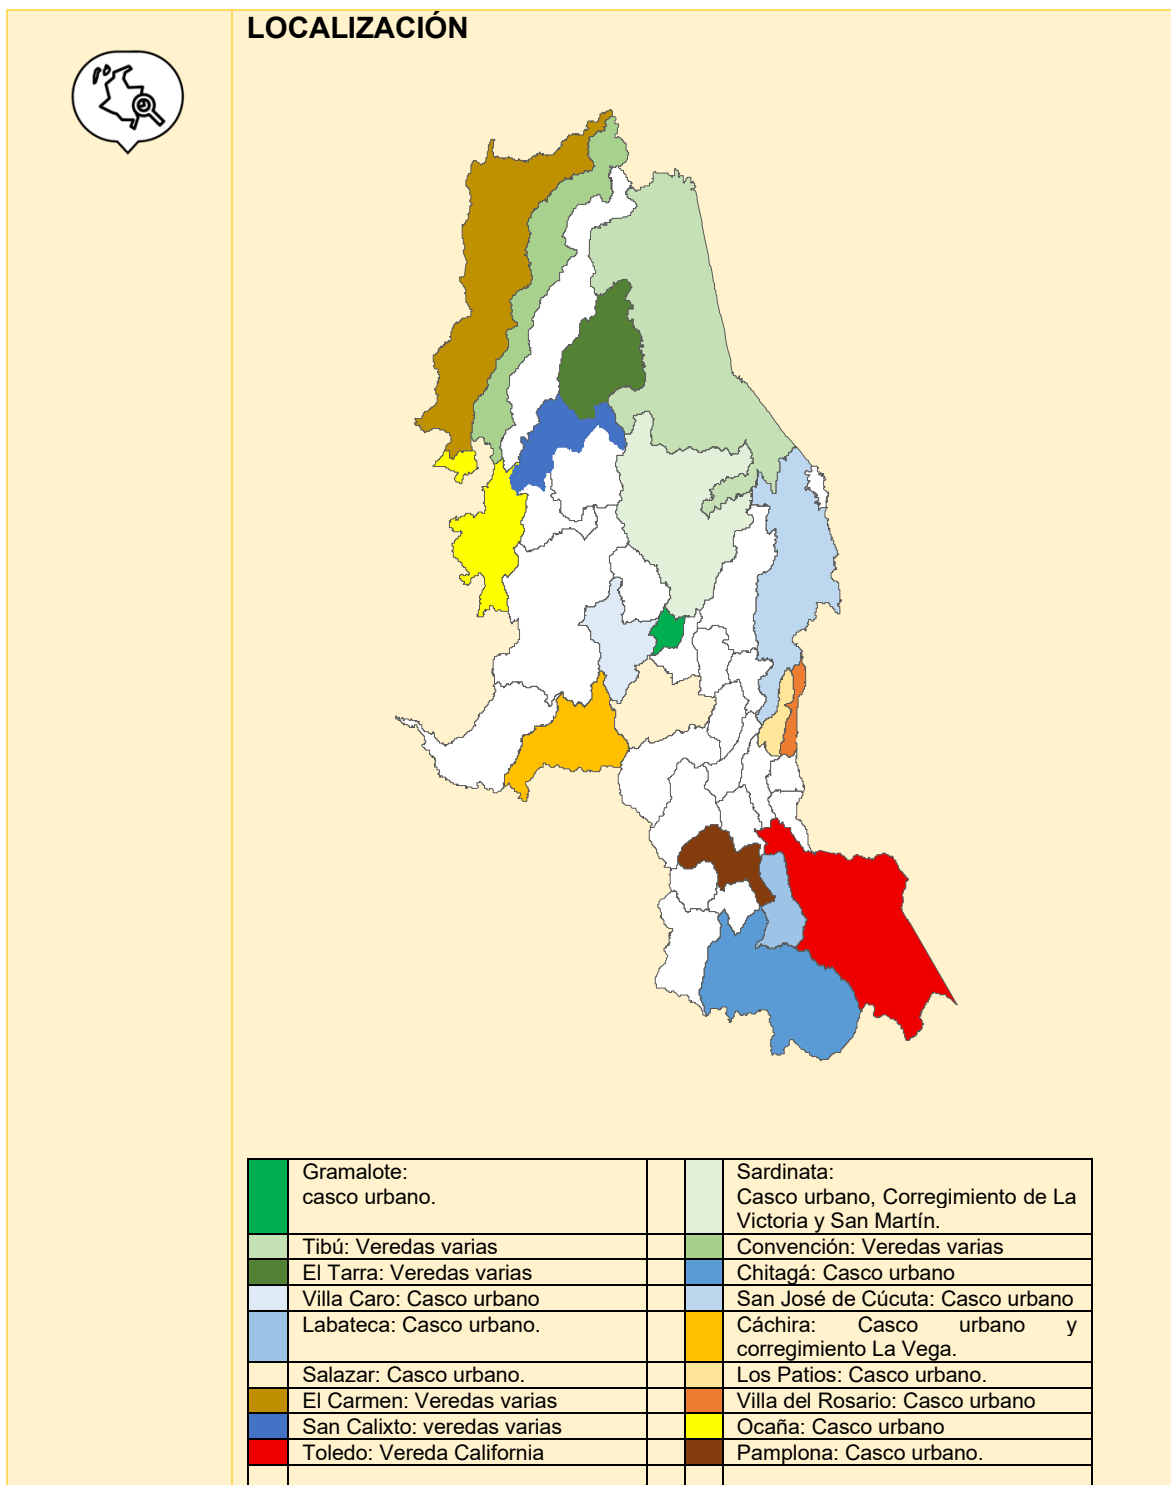 LOCALIZACIÓN
Gramalote:
casco urbano.
Sardinata:
Casco urbano, Corregimiento de La
Victoria y San Martín.
Tibú: Veredas varias
Convención: Veredas varias
El Tarra: Veredas varias
Chitagá: Casco urbano
Villa Caro: Casco urbano
San José de Cúcuta: Casco urbano
Labateca: Casco urbano.
Cáchira: Casco urbano y
corregimiento La Vega.
Salazar: Casco urbano.
Los Patios: Casco urbano.
El Carmen: Veredas varias
Villa del Rosario: Casco urbano
San Calixto: veredas varias
Ocaña: Casco urbano
Toledo: Vereda California
Pamplona: Casco urbano.